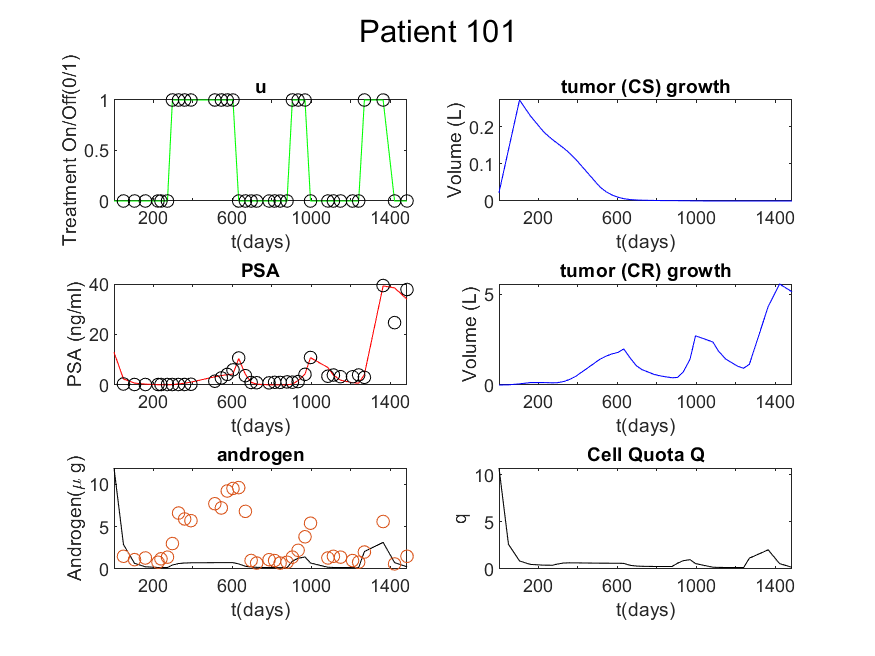 Patient 101
u
Treatment On/Off(0/1)
1
0.5
0
200 600 1000 1400
t(days)
tumor (CS) growth
Volume (L)
0.2
0.1
0
200 600 1000 1400
t(days)
PSA
PSA (ng/ml)
40
20
0
200 600 1000 1400
t(days)
tumor (CR) growth
Volume (L)
5
0
200 600 1000 1400
t(days)
androgen
Androgen(μ g)
10
5
0
200 600 1000 1400
t(days)
Cell Quota Q
q
10
5
0
200 600 1000 1400
t(days)